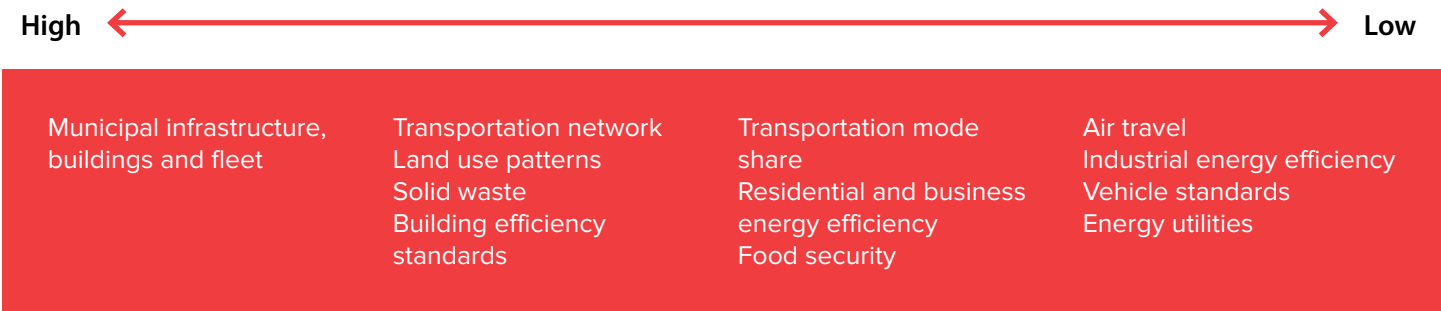 High
Low
Municipal infrastructure,
buildings and fleet
Transportation network
Land use patterns
Solid waste
Building efficiency
standards
Transportation mode
share
Residential and business
energy efficiency
Food security
Air travel
Industrial energy efficiency
Vehicle standards
Energy utilities